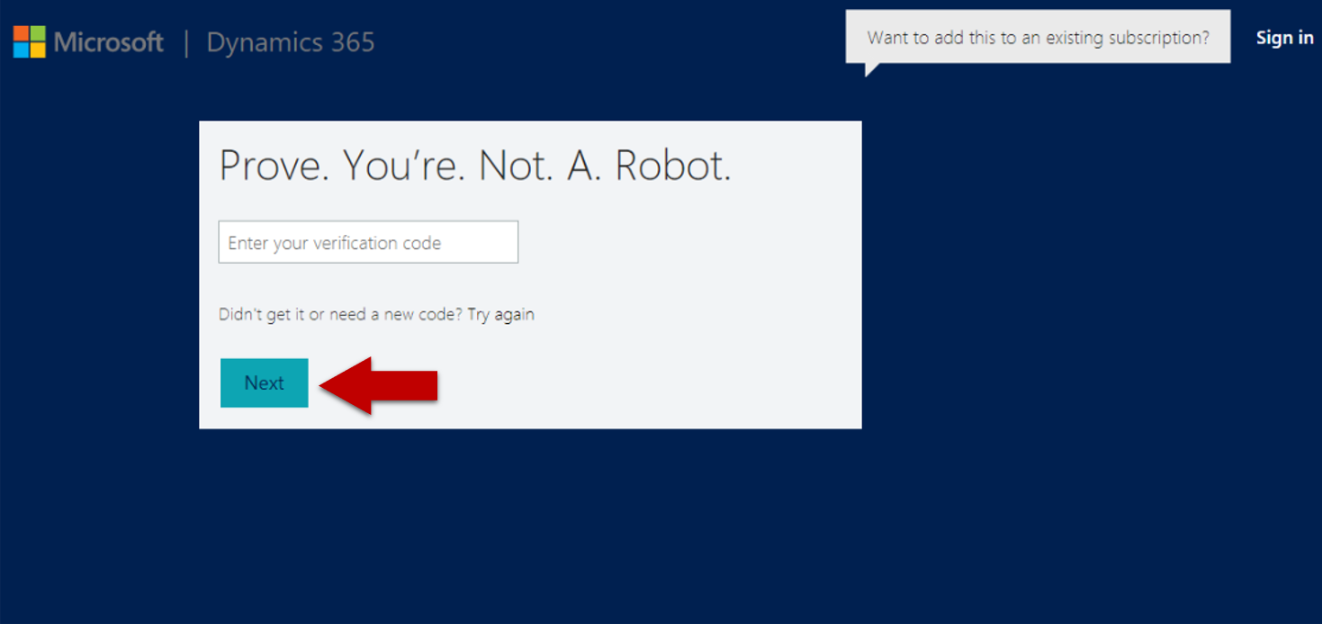 Microsoft | Dynamics 365
Want to add this to an existing subscription?
Sign in
Prove. You're. Not. A. Robot.
Enter your verification code
Didn't get it or need a new code? Try again
Next